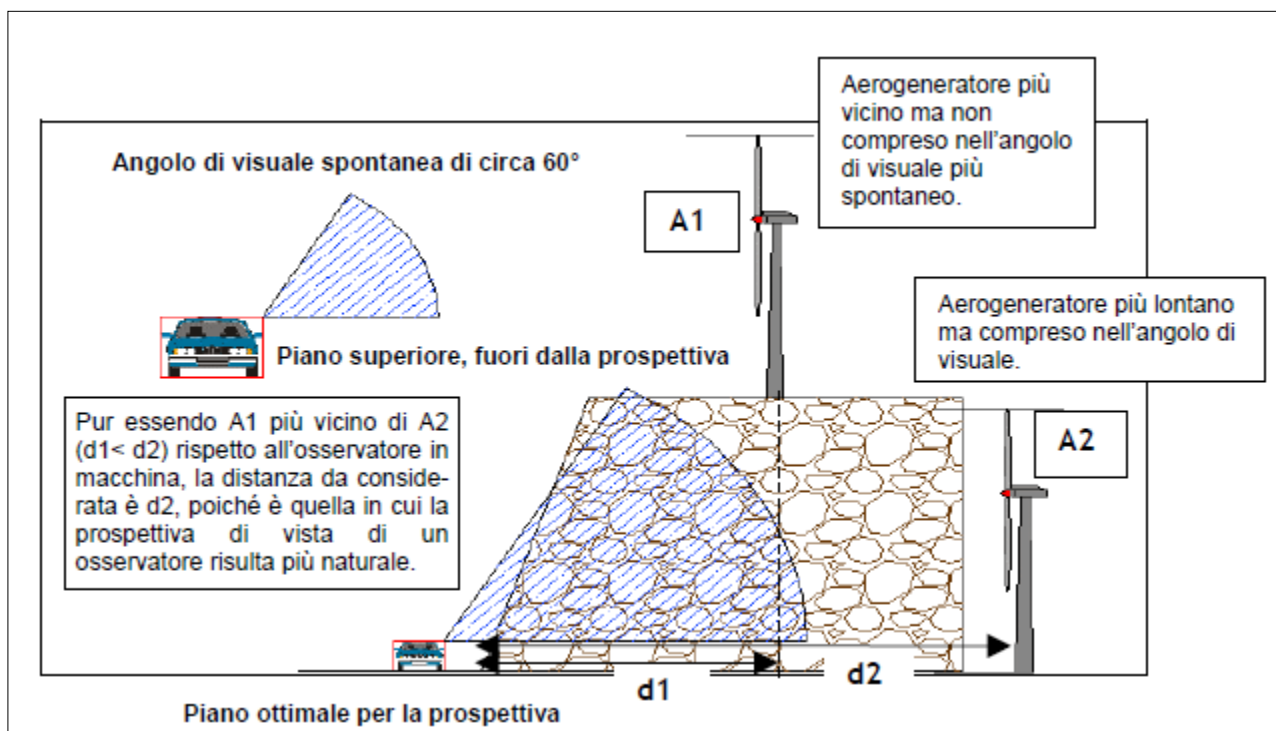 Aerogeneratore più
vicino ma non
compreso nell'angolo
di visuale più
spontaneo.
Angolo di visuale spontanea di circa 60°
A1
Aerogeneratore più lontano
ma compreso nell'angolo di
visuale.
Piano superiore, fuori dalla prospettiva
Pur essendo A1 più vicino di A2
(d1< d2) rispetto all'osservatore in
macchina, la distanza da conside-
rata è d2, poiché è quella in cui la
prospettiva di vista di un
osservatore risulta più naturale.
A2
d1
d2
Piano ottimale per la prospettiva